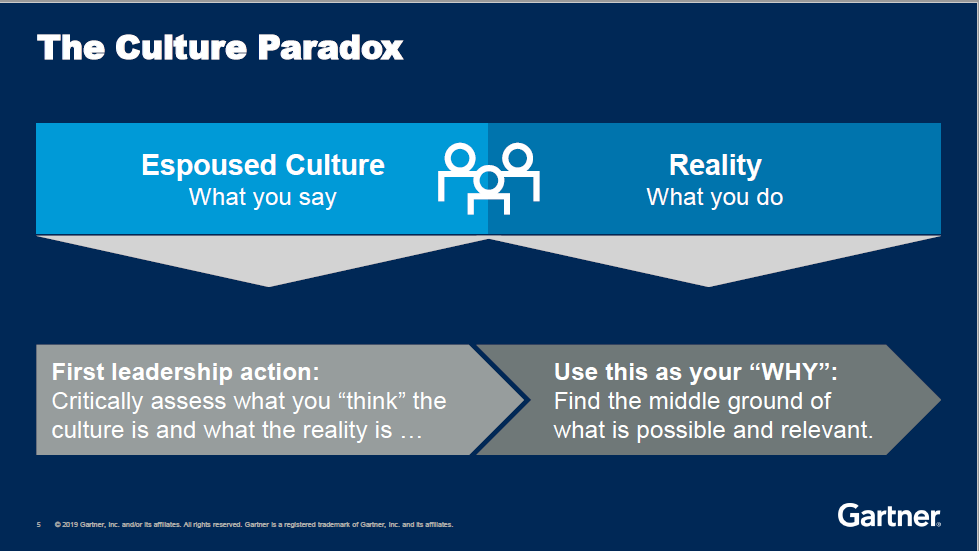 The Culture Paradox
Espoused Culture
What you say
Reality
What you do
First leadership action:
Critically assess what you “think” the
culture is and what the reality is …
Use this as your “WHY”:
Find the middle ground of
what is possible and relevant.
5 © 2019 Gartner, Inc. and/or its affiliates. All rights reserved. Gartner is a registered trademark of Gartner, Inc. and its affiliates.
Gartner®